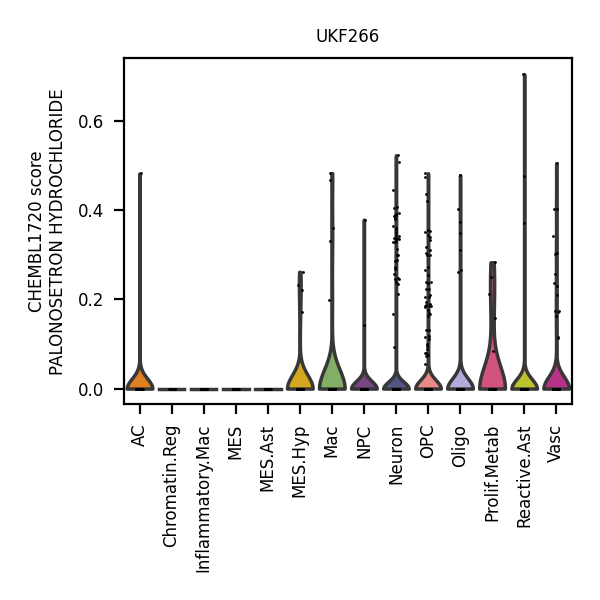 UKF266
CHEMBL1720 score
PALONOSETRON HYDROCHLORIDE
0.6
0.4
0.2
0.0
AC
Chromatin.Reg
Inflammatory.Mac
MES
MES.Ast
MES.Hyp
Mac
NPC
Neuron
OPC
Oligo
Prolif.Metab
Reactive.Ast
Vasc